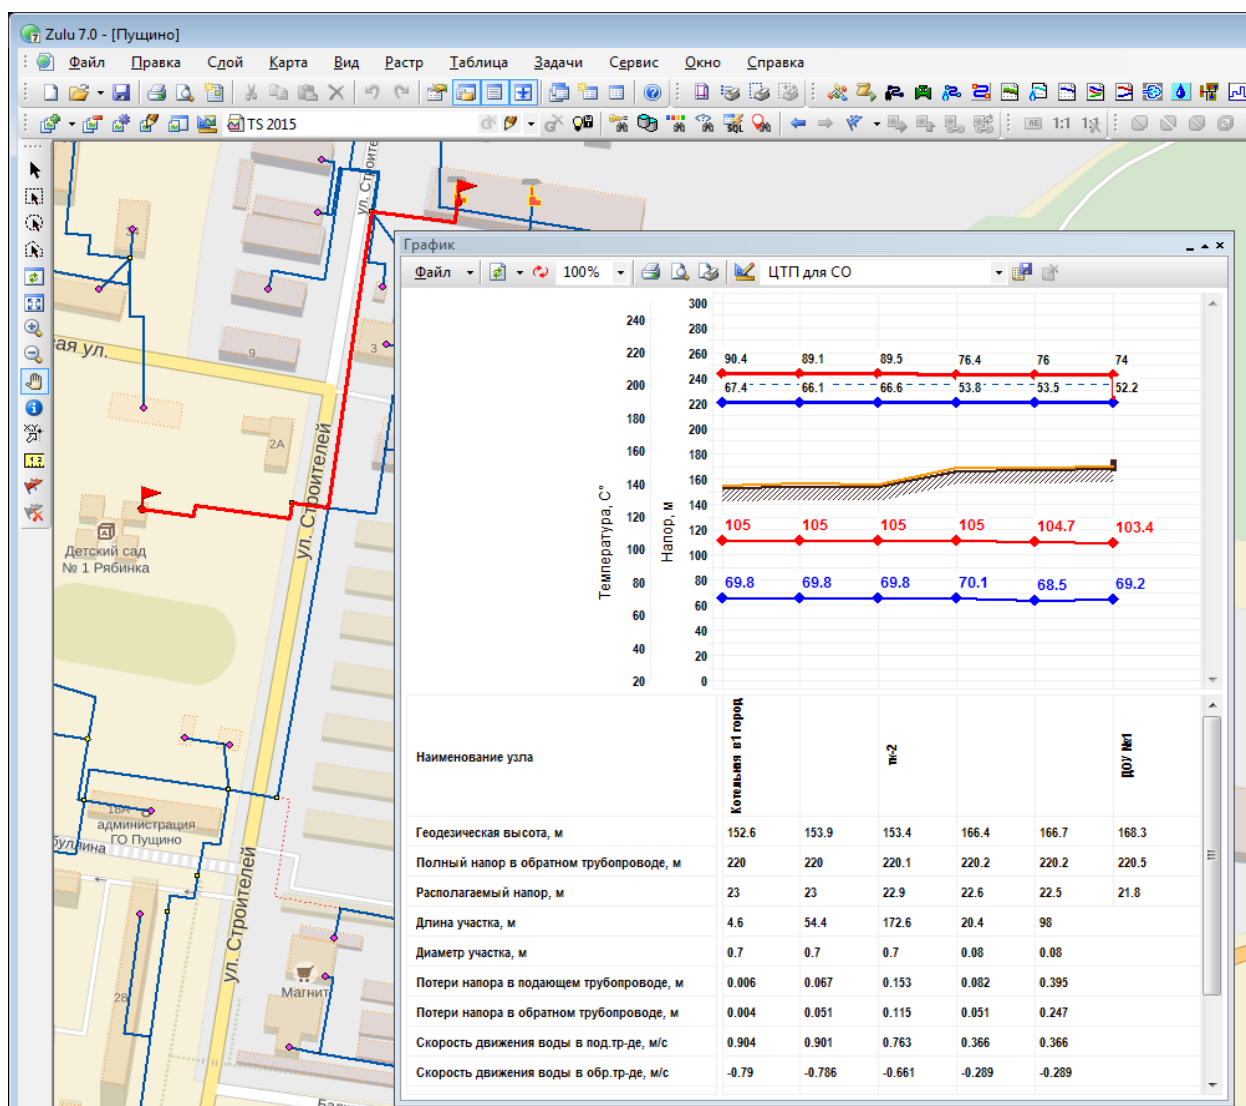 Zulu 7.0 - [Пущино]
Файл Правка Слой Карта Вид Растр Таблица Задачи Сервис Окно Справка
TS 2015
SQL
1:1
ул. Строите
ая ул.
9
3
2А
ул. Строителей
Детский сад
№ 1 Рябинка
18А
администрация
ГО Пущино
буллина
ул. Строителей
28
Магнит
График
Файл 100% ЦТП для СО
Температура, С°
240
220
200
180
160
140
120
100
80
60
40
20
Напор, м
300
280
260
240
220
200
180
160
140
120
100
80
60
40
20
0
90.4 89.1 89.5 76.4 76 74
67.4 66.1 66.6 53.8 53.5 52.2
105 105 105 105 104.7 103.4
69.8 69.8 69.8 70.1 68.5 69.2
Наименование узла Котельная в1 город тк-2 ДОУ №1
Геодезическая высота, м 152.6 153.9 153.4 166.4 166.7 168.3
Полный напор в обратном трубопроводе, м 220 220 220.1 220.2 220.2 220.5
Располагаемый напор, м 23 23 22.9 22.6 22.5 21.8
Длина участка, м 4.6 54.4 172.6 20.4 98
Диаметр участка, м 0.7 0.7 0.7 0.08 0.08
Потери напора в подающем трубопроводе, м 0.006 0.067 0.153 0.082 0.395
Потери напора в обратном трубопроводе, м 0.004 0.051 0.115 0.051 0.247
Скорость движения воды в под.тр-де, м/с 0.904 0.901 0.763 0.366 0.366
Скорость движения воды в обр.тр-де, м/с -0.79 -0.786 -0.661 -0.289 -0.289